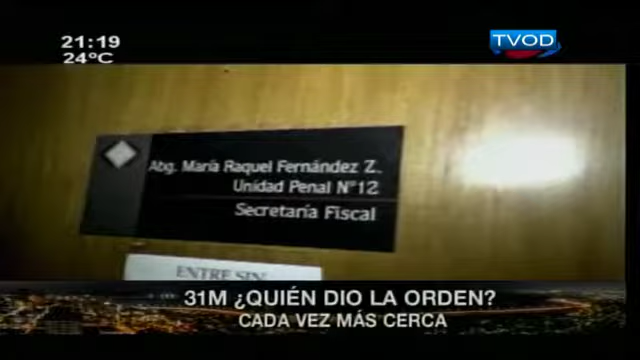 21:19
24°C
TVOD
Abg. María Raquel Fernández Z.
Unidad Penal N°12
Secretaría Fiscal
ENTRE SIN
31M ¿QUIÉN DIO LA ORDEN?
CADA VEZ MÁS CERCA